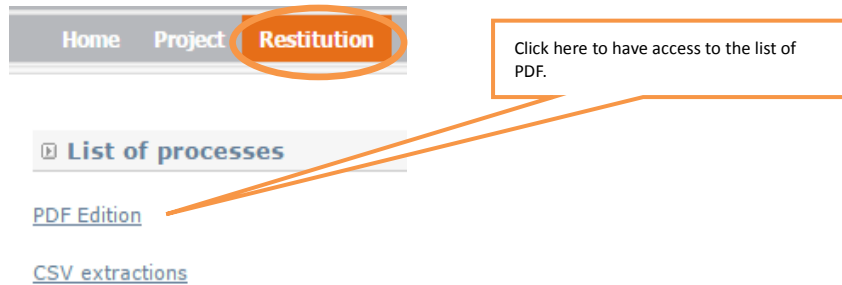 Home Project Restitution
Click here to have access to the list of
PDF.
List of processes
PDF Edition
CSV extractions